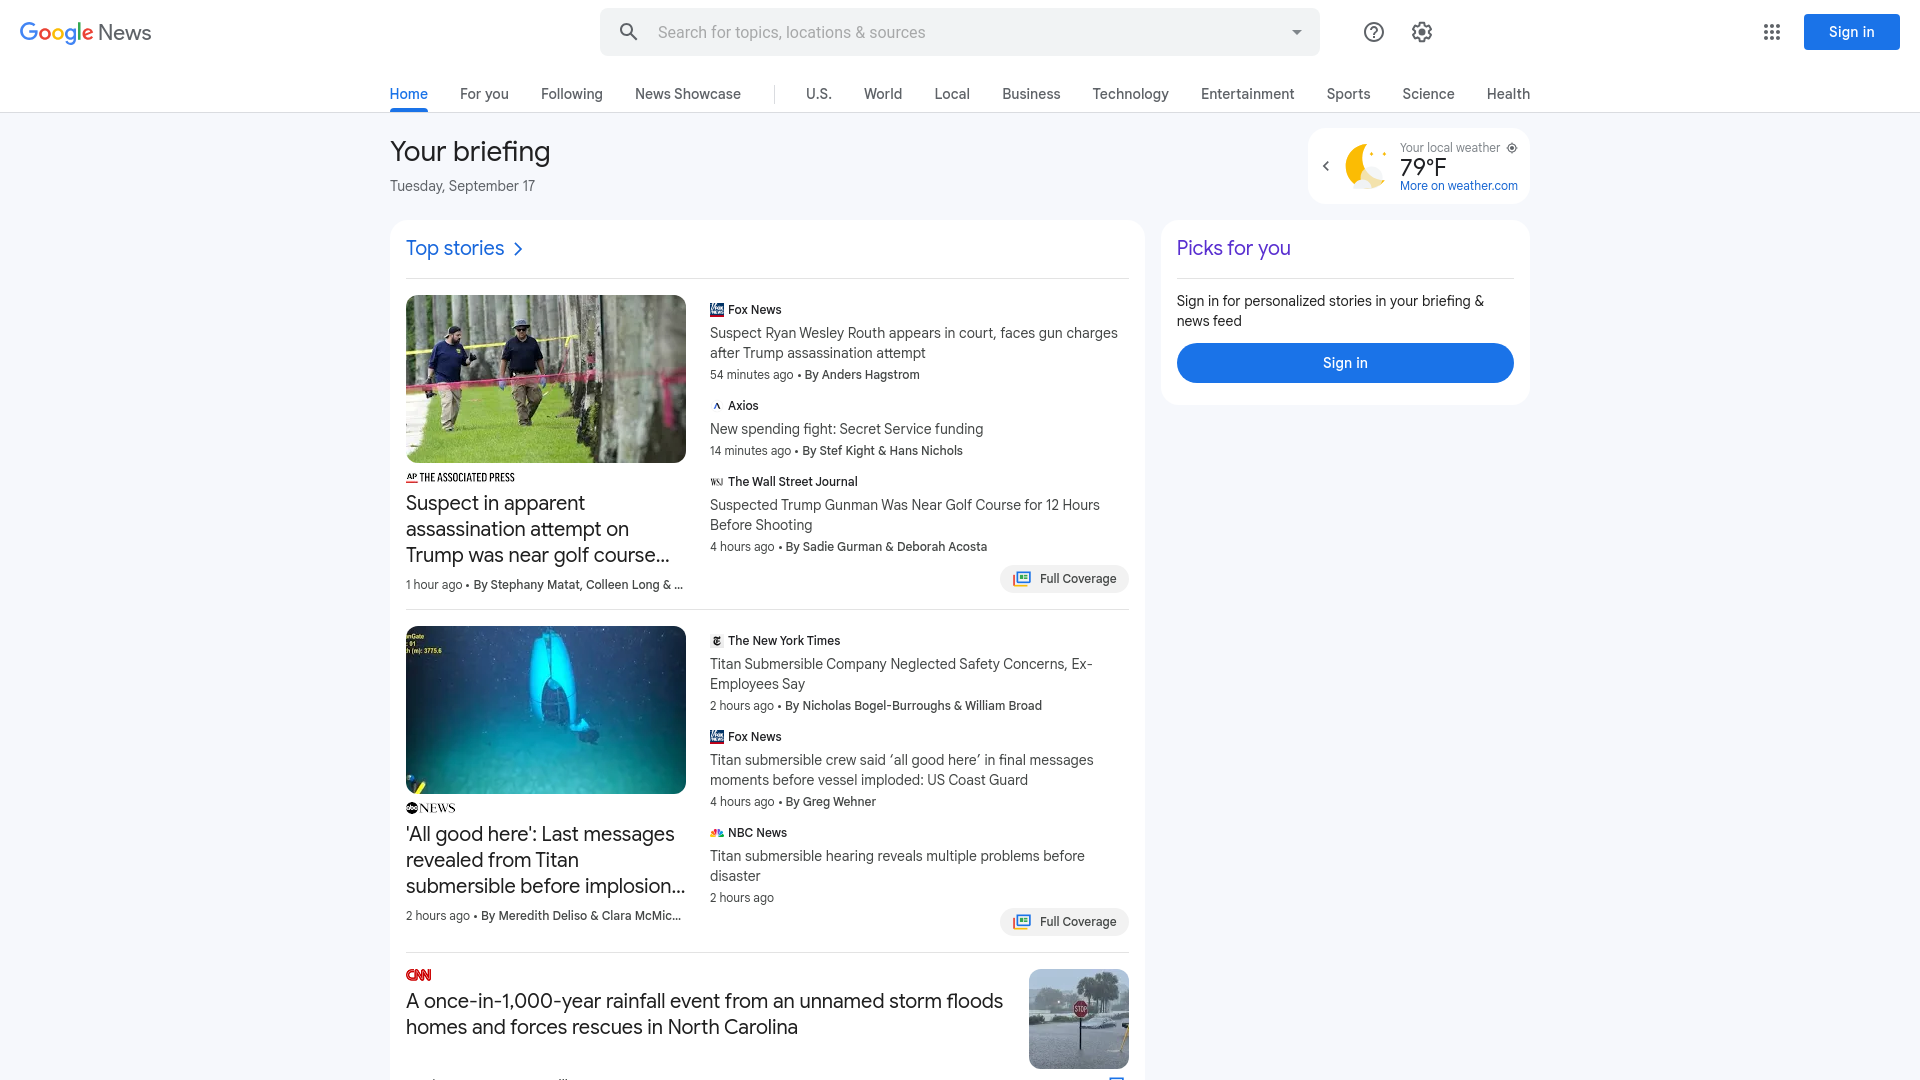 Google News
Search for topics, locations & sources
Sign in
Home
For you
Following
News Showcase
U.S.
World
Local
Business
Technology
Entertainment
Sports
Science
Health
Your briefing
Tuesday, September 17
Your local weather
79°F
More on weather.com
Top stories
THE ASSOCIATED PRESS
Suspect in apparent
assassination attempt on
Trump was near golf course...
1 hour ago • By Stephany Matat, Colleen Long & ...
Fox News
Suspect Ryan Wesley Routh appears in court, faces gun charges
after Trump assassination attempt
54 minutes ago • By Anders Hagstrom
Axios
New spending fight: Secret Service funding
14 minutes ago • By Stef Kight & Hans Nichols
The Wall Street Journal
Suspected Trump Gunman Was Near Golf Course for 12 Hours
Before Shooting
4 hours ago • By Sadie Gurman & Deborah Acosta
Full Coverage
nGate
: 01
h (m): 3775.6
abc NEWS
'All good here': Last messages
revealed from Titan
submersible before implosion...
2 hours ago • By Meredith Deliso & Clara McMic...
The New York Times
Titan Submersible Company Neglected Safety Concerns, Ex-
Employees Say
2 hours ago • By Nicholas Bogel-Burroughs & William Broad
Fox News
Titan submersible crew said ‘all good here’ in final messages
moments before vessel imploded: US Coast Guard
4 hours ago • By Greg Wehner
NBC News
Titan submersible hearing reveals multiple problems before
disaster
2 hours ago
Full Coverage
CNN
A once-in-1,000-year rainfall event from an unnamed storm floods
homes and forces rescues in North Carolina
STOP
Picks for you
Sign in for personalized stories in your briefing &
news feed
Sign in